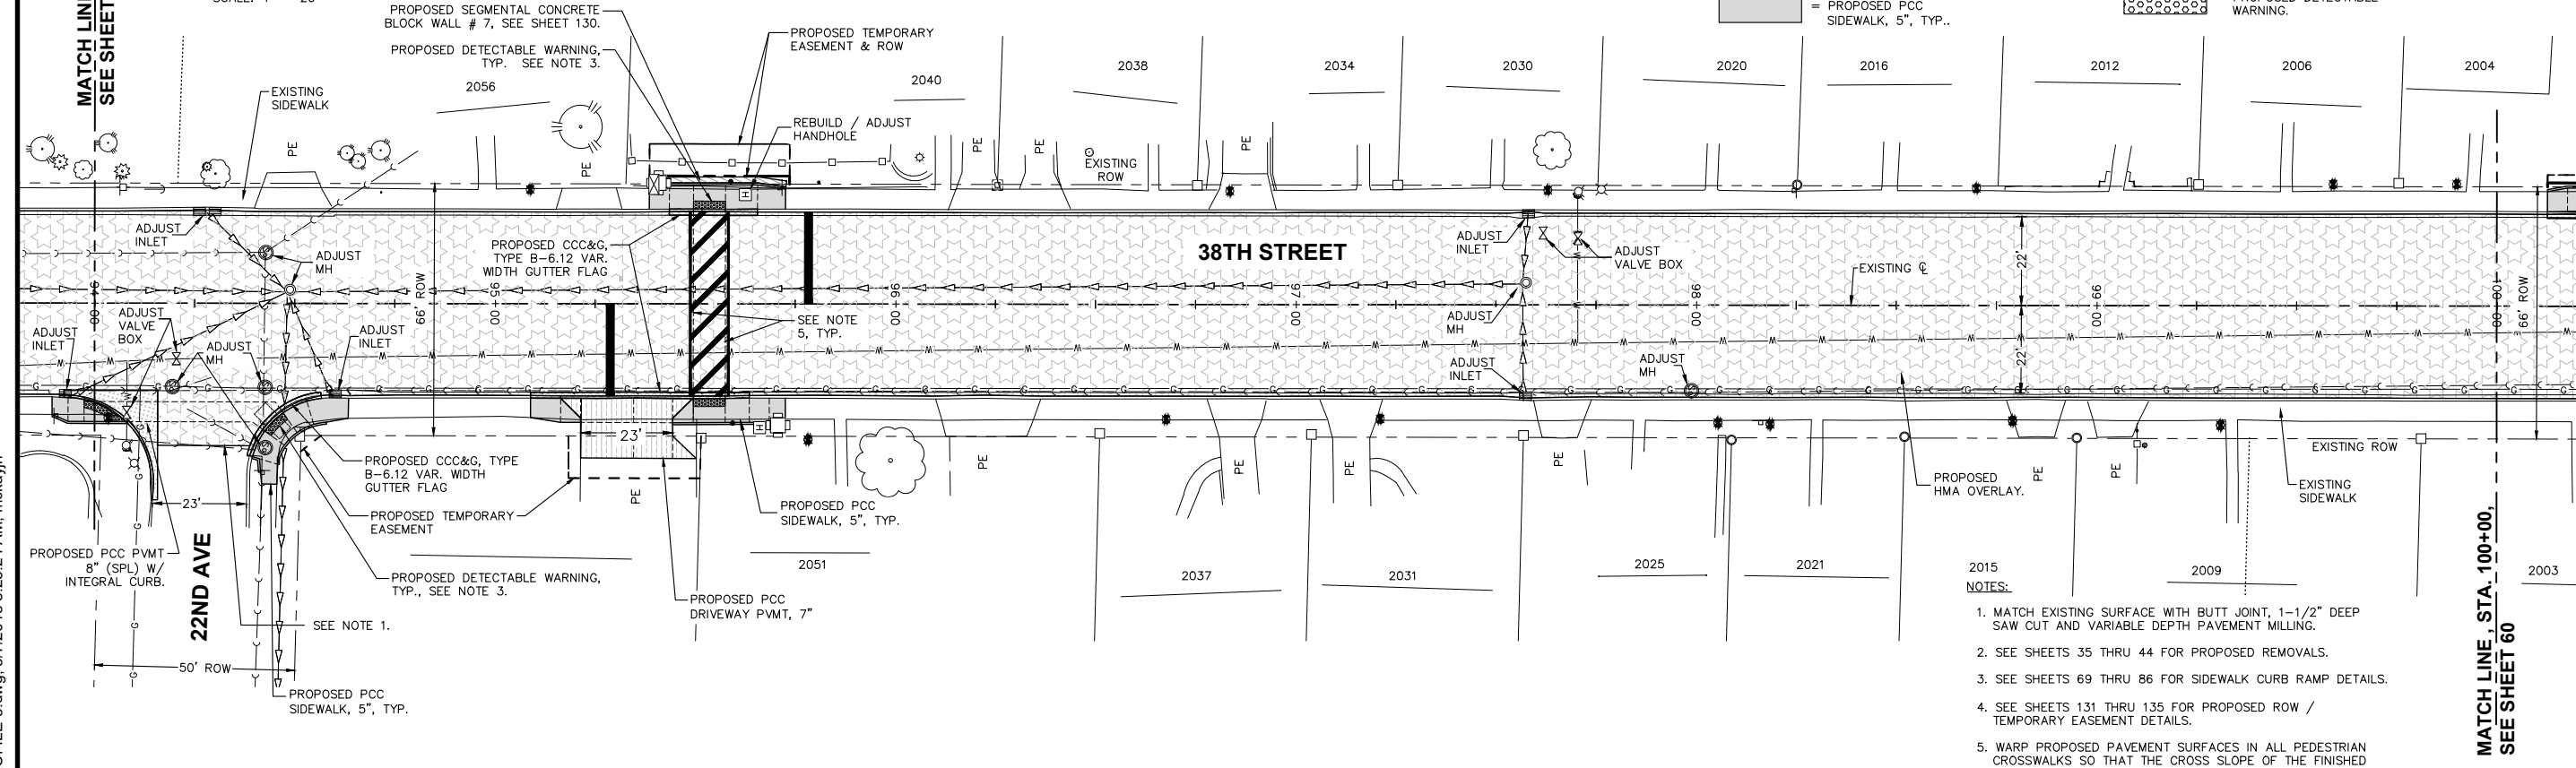 MATCH LINE
SEE SHEET
PROPOSED SEGMENTAL CONCRETE
BLOCK WALL # 7, SEE SHEET 130.
PROPOSED DETECTABLE WARNING,
TYP. SEE NOTE 3.
PROPOSED TEMPORARY
EASEMENT & ROW
= PROPOSED PCC
SIDEWALK, 5", TYP..
WARNING.
EXISTING
SIDEWALK
2056
2040
2038
2034
2030
2020
2016
2012
2006
2004
REBUILD / ADJUST
HANDHOLE
PE
PE
PE
PE
PE
EXISTING
ROW
ADJUST
INLET
ADJUST
MH
66' ROW
PROPOSED CCC&G,
TYPE B-6.12 VAR.
WIDTH GUTTER FLAG
38TH STREET
ADJUST
INLET
ADJUST
VALVE BOX
EXISTING ℄
22'
94+00
95+00
96+00
97+00
98+00
99+00
100+00
66' ROW
ADJUST
INLET
ADJUST
VALVE
BOX
ADJUST
MH
ADJUST
INLET
SEE NOTE
5, TYP.
ADJUST
MH
ADJUST
INLET
ADJUST
MH
22'
23'
PROPOSED CCC&G, TYPE
B-6.12 VAR. WIDTH
GUTTER FLAG
PE
PE
PE
PE
PE
PE
PE
EXISTING ROW
PROPOSED
HMA OVERLAY.
EXISTING
SIDEWALK
23'
PROPOSED TEMPORARY
EASEMENT
PROPOSED PCC
SIDEWALK, 5", TYP.
PROPOSED PCC PVMT
8" (SPL) W/
INTEGRAL CURB.
22ND AVE
PROPOSED DETECTABLE WARNING,
TYP., SEE NOTE 3.
2051
2037
2031
2025
2021
2015
2009
2003
PROPOSED PCC
DRIVEWAY PVMT, 7"
SEE NOTE 1.
50' ROW
PROPOSED PCC
SIDEWALK, 5", TYP.
NOTES:
1. MATCH EXISTING SURFACE WITH BUTT JOINT, 1-1/2" DEEP
SAW CUT AND VARIABLE DEPTH PAVEMENT MILLING.
2. SEE SHEETS 35 THRU 44 FOR PROPOSED REMOVALS.
3. SEE SHEETS 69 THRU 86 FOR SIDEWALK CURB RAMP DETAILS.
4. SEE SHEETS 131 THRU 135 FOR PROPOSED ROW /
TEMPORARY EASEMENT DETAILS.
5. WARP PROPOSED PAVEMENT SURFACES IN ALL PEDESTRIAN
CROSSWALKS SO THAT THE CROSS SLOPE OF THE FINISHED
MATCH LINE, STA. 100+00,
SEE SHEET 60